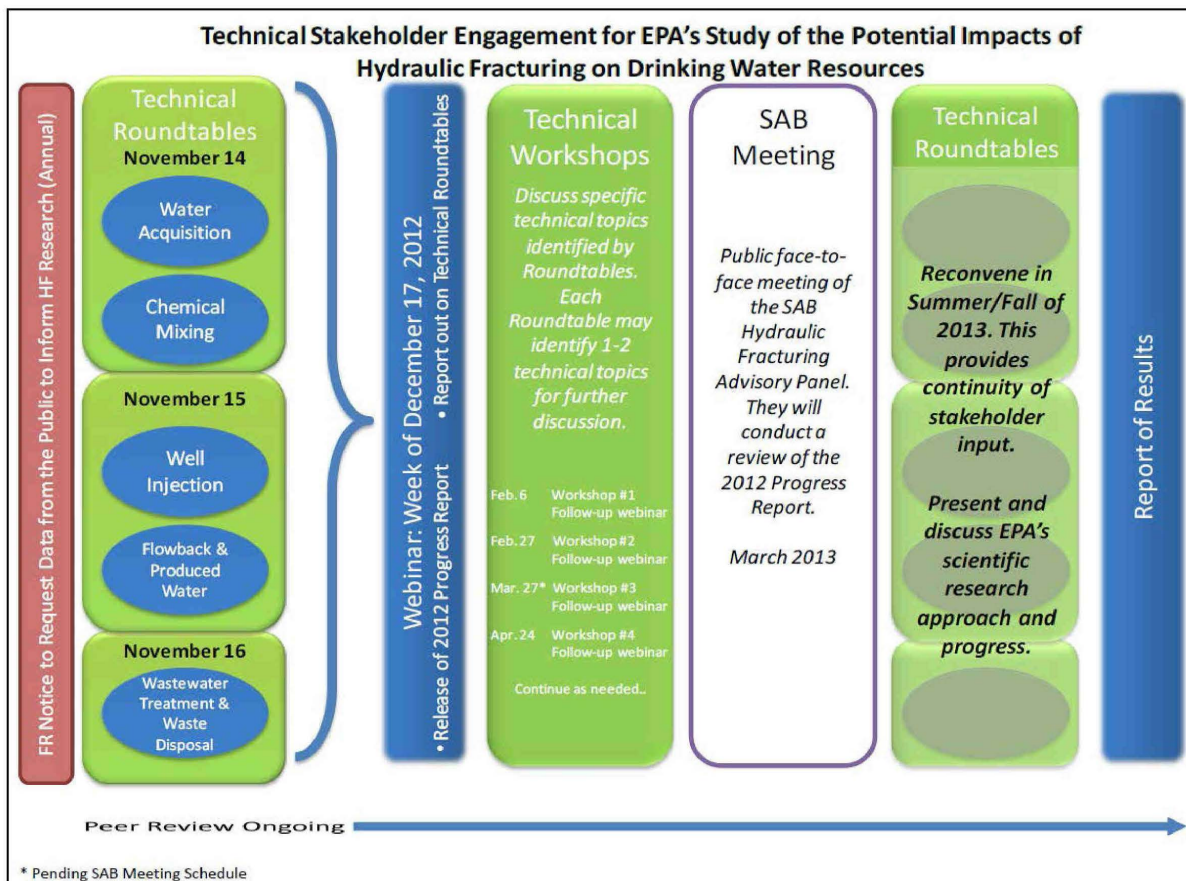 Technical Stakeholder Engagement for EPA's Study of the Potential Impacts of
Hydraulic Fracturing on Drinking Water Resources
FR Notice to Request Data from the Public to Inform HF Research (Annual)
Technical
Roundtables
November 14
Water
Acquisition
Chemical
Mixing
November 15
Well
Injection
Flowback &
Produced
Water
November 16
Wastewater
Treatment &
Waste
Disposal
Webinar: Week of December 17, 2012
• Release of 2012 Progress Report • Report out on Technical Roundtables
Technical
Workshops
Discuss specific
technical topics
identified by
Roundtables.
Each
Roundtable may
identify 1-2
technical topics
for further
discussion.
Feb. 6 Workshop #1
Follow-up webinar
Feb. 27 Workshop #2
Follow-up webinar
Mar. 27* Workshop #3
Follow-up webinar
Apr. 24 Workshop #4
Follow-up webinar
Continue as needed..
SAB
Meeting
Public face-to-
face meeting of
the SAB
Hydraulic
Fracturing
Advisory Panel.
They will
conduct a
review of the
2012 Progress
Report.
March 2013
Technical
Roundtables
Reconvene in
Summer/Fall of
2013. This
provides
continuity of
stakeholder
input.
Present and
discuss EPA's
scientific
research
approach and
progress.
Report of Results
Peer Review Ongoing
* Pending SAB Meeting Schedule